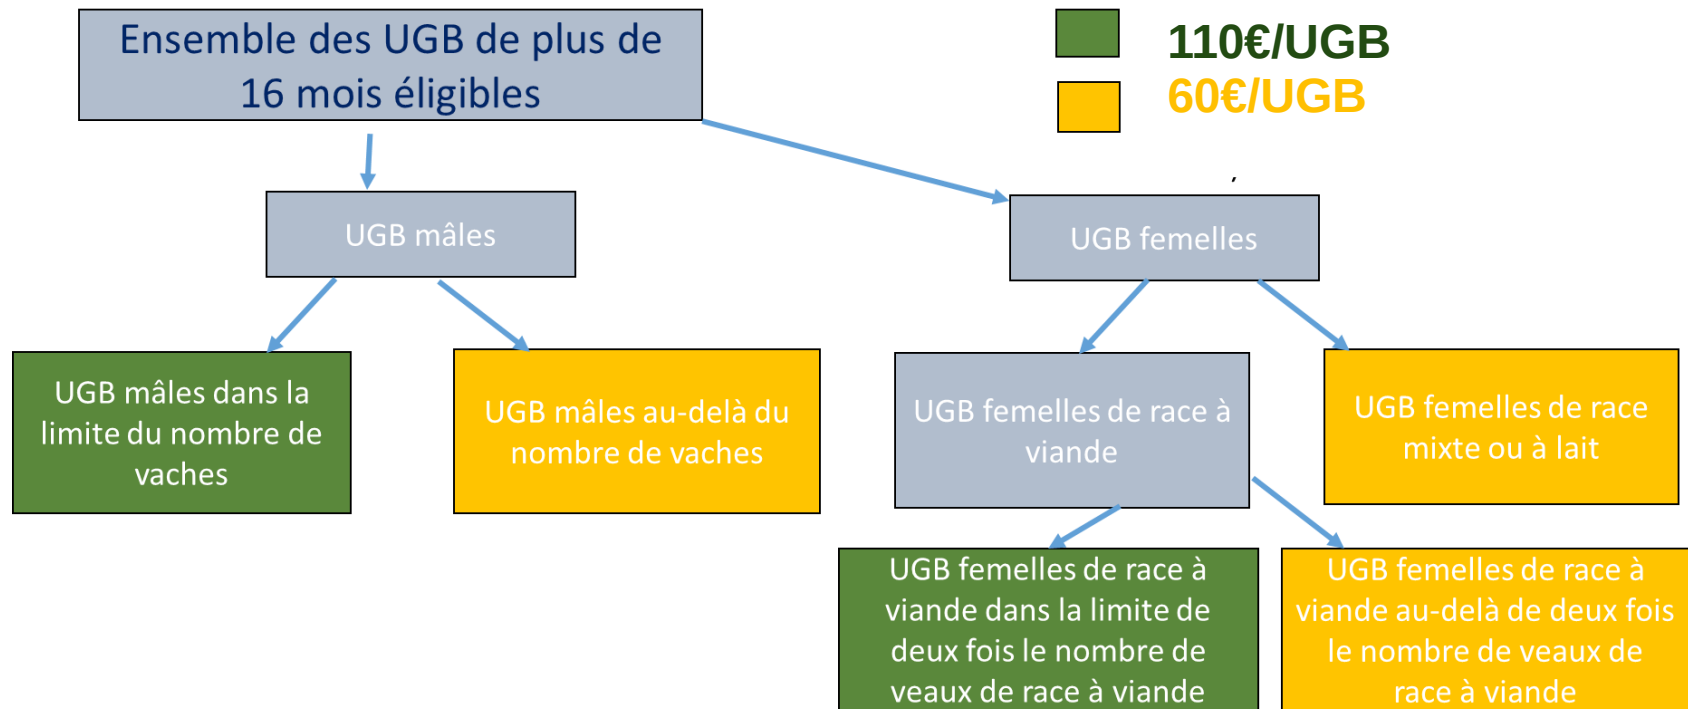 Ensemble des UGB de plus de
16 mois éligibles
110€/UGB
60€/UGB
,
UGB mâles
UGB femelles
UGB mâles dans la
limite du nombre de
vaches
UGB mâles au-delà du
nombre de vaches
UGB femelles de race à
viande
UGB femelles de race
mixte ou à lait
UGB femelles de race à
viande dans la limite de
deux fois le nombre de
veaux de race à viande
UGB femelles de race à
viande au-delà de deux fois
le nombre de veaux de
race à viande